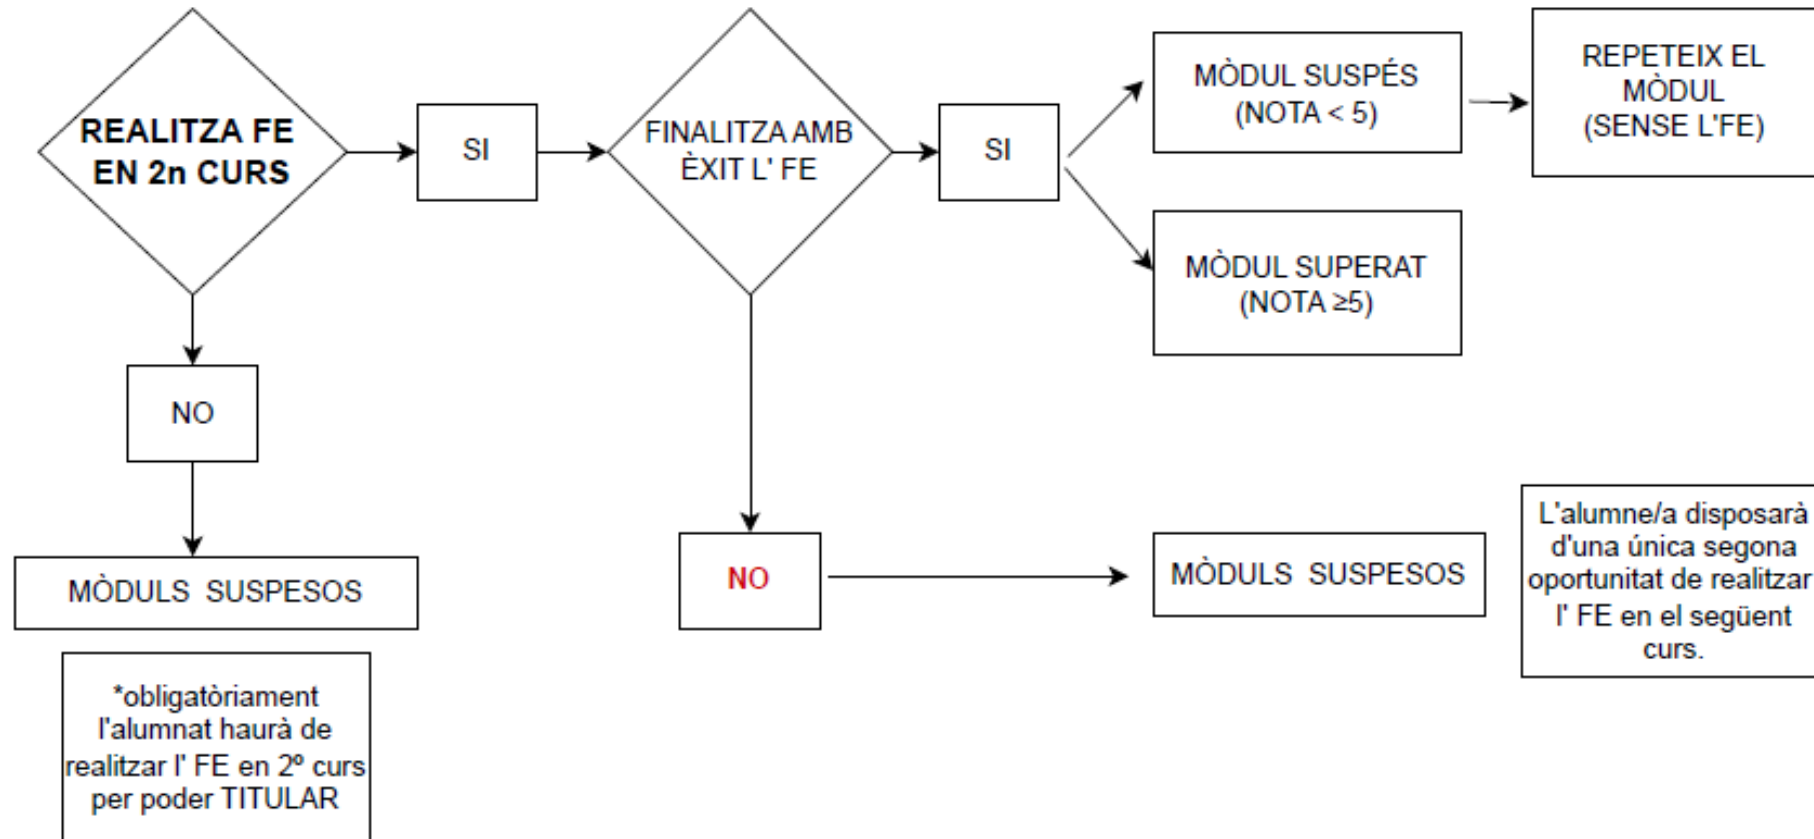 REALITZA FE
EN 2n CURS
SI
FINALITZA AMB
ÈXIT L' FE
SI
MÒDUL SUSPÉS
(NOTA < 5)
REPETEIX EL
MÒDUL
(SENSE L'FE)
MÒDUL SUPERAT
(NOTA ≥5)
NO
MÒDULS SUSPESOS
*obligatòriament
l'alumnat haurà de
realitzar l' FE en 2º curs
per poder TITULAR
NO
MÒDULS SUSPESOS
L'alumne/a disposarà
d'una única segona
oportunitat de realitzar
l' FE en el següent
curs.